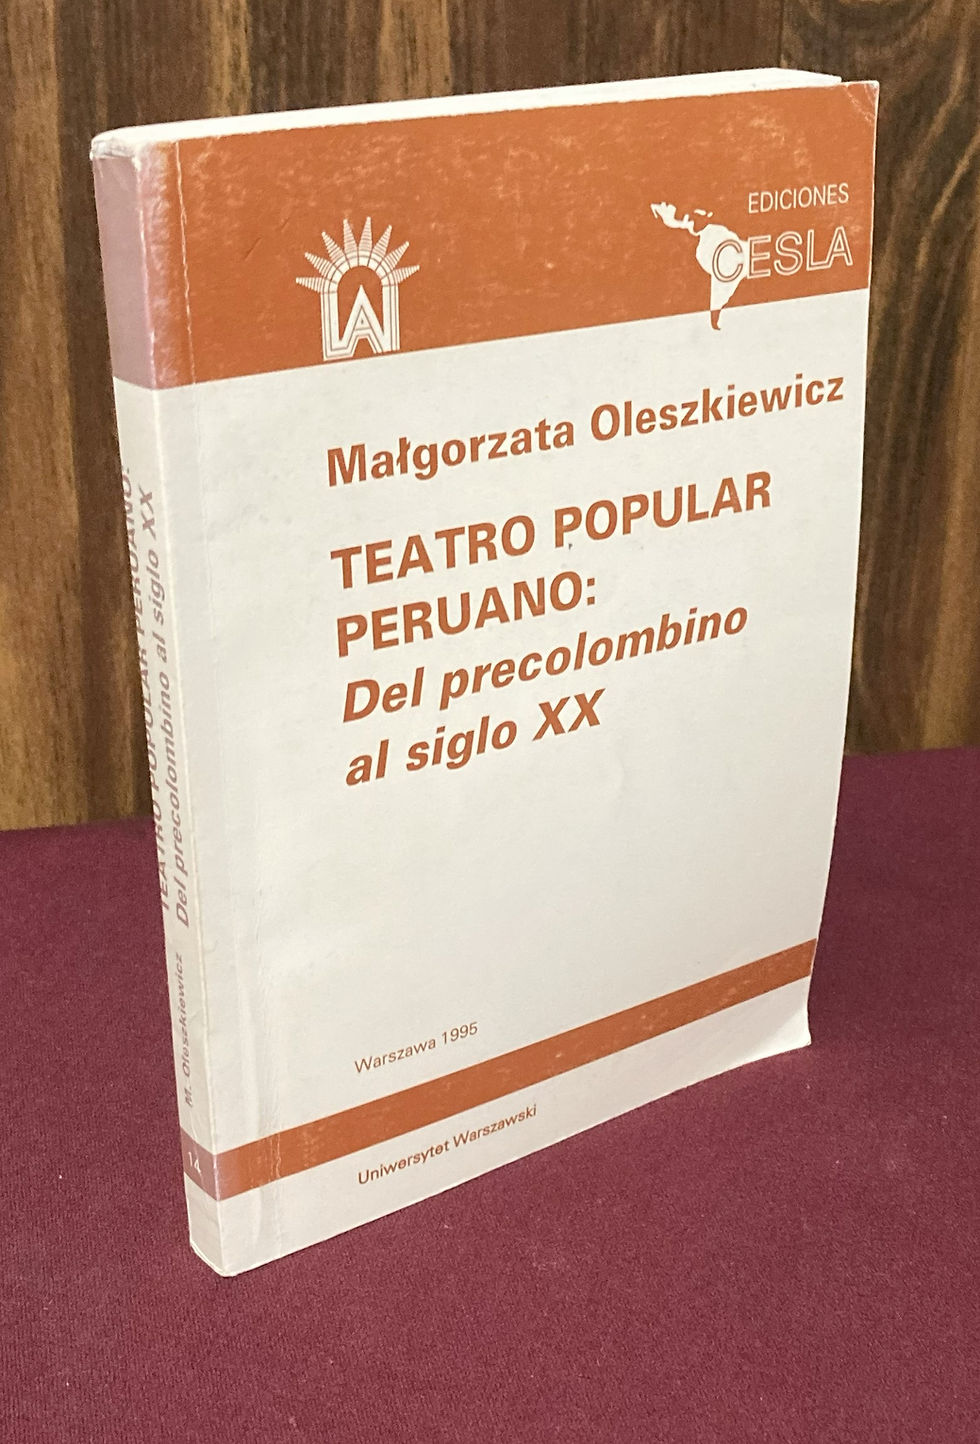 EDICIONES
CESLA
LA
Małgorzata Oleszkiewicz
TEATRO POPULAR
PERUANO:
Del precolombino
al siglo XX
Warszawa 1995
Uniwersytet Warszawski
M. Oleszkiewicz
TEATRO POPULAR PERUANO:
Del precolombino al siglo XX
14